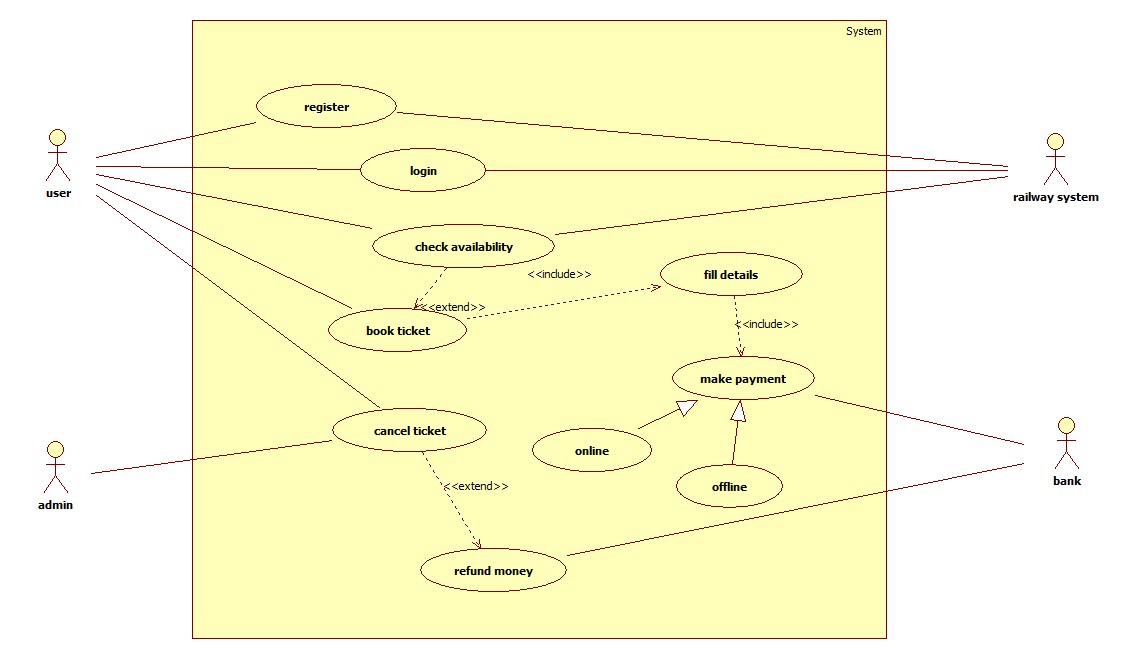 System
register
login
user
railway system
check availability
<<include>>
fill details
<<extend>>
book ticket
<<include>>
make payment
cancel ticket
online
offline
admin
bank
<<extend>>
refund money